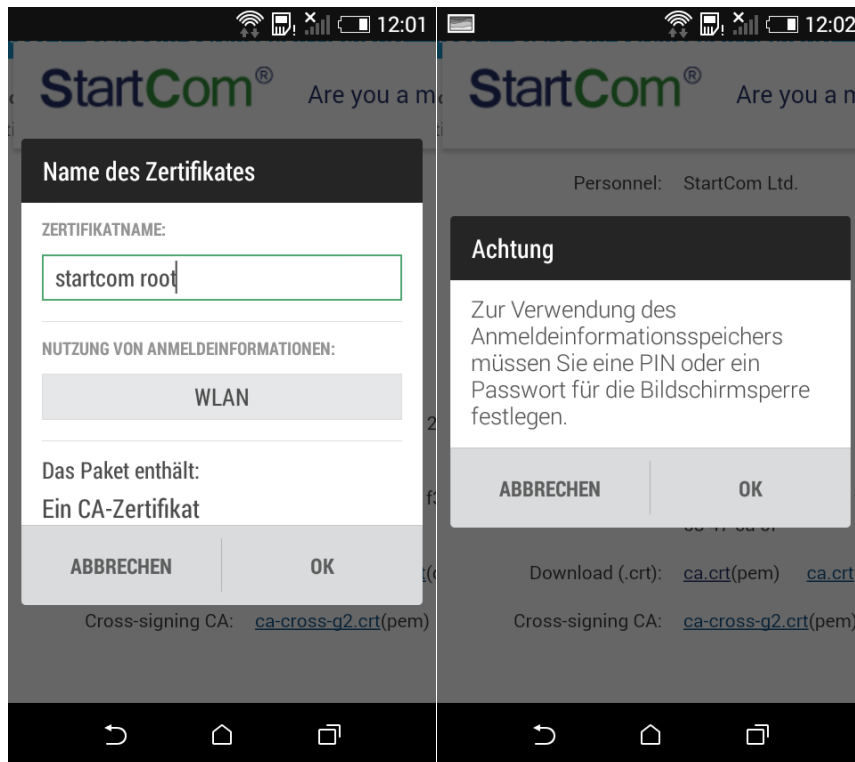 12:01
StartCom®
Are you a m
Name des Zertifikates
ZERTIFIKATNAME:
startcom root
NUTZUNG VON ANMELDEINFORMATIONEN:
WLAN
Das Paket enthält:
Ein CA-Zertifikat
ABBRECHEN
OK
Cross-signing CA: ca-cross-g2.crt(pem)
12:02
StartCom®
Are you a m
Personnel: StartCom Ltd.
Achtung
Zur Verwendung des
Anmeldeinformationsspeichers
müssen Sie eine PIN oder ein
Passwort für die Bildschirmsperre
festlegen.
ABBRECHEN
OK
Download (.crt): ca.crt(pem) ca.crt
Cross-signing CA: ca-cross-g2.crt(pem)